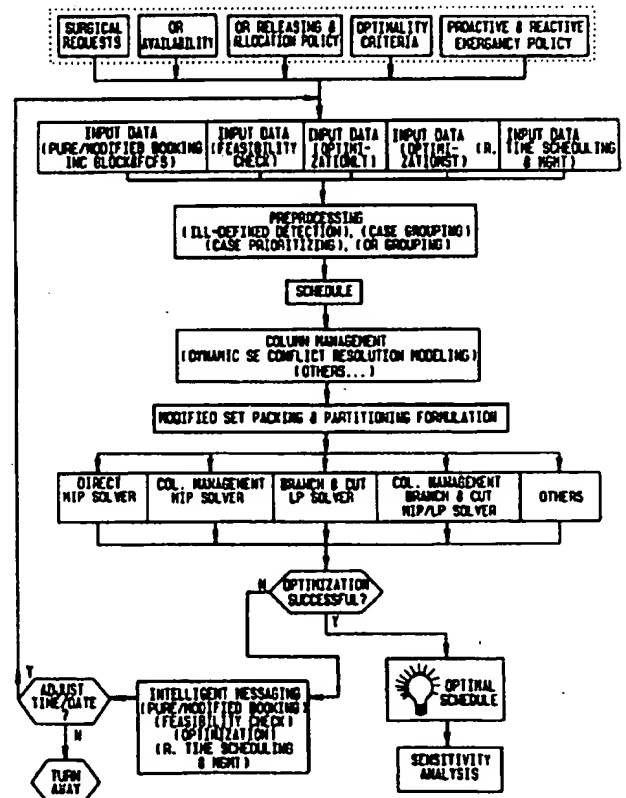 SURGICAL
REQUESTS
OR
AVAILABILITY
OR RELEASING &
ALLOCATION POLICY
OPTIMALITY
CRITERIA
PROACTIVE & REACTIVE
EMERGANCY POLICY
INPUT DATA
(PURE/MODIFIED BOOKING
INC BLOCK&FCFS)
INPUT DATA
(FEASIBILITY
CHECK)
INPUT DATA
(OPTIMI-
ZATIONLT)
INPUT DATA
(OPTIMI-
ZATIONST)
INPUT DATA
(R. TIME SCHEDULING
& MGMT)
PREPROCESSING
(ILL-DEFINED DETECTION), (CASE GROUPING)
(CASE PRIORITIZING), (OR GROUPING)
SCHEDULE
COLUMN MANAGEMENT
(DYNAMIC SE CONFLICT RESOLUTION MODELING)
(OTHERS...)
MODIFIED SET PACKING & PARTITIONING FORMULATION
DIRECT
MIP SOLVER
COL. MANAGEMENT
MIP SOLVER
BRANCH & CUT
LP SOLVER
COL. MANAGEMENT
BRANCH & CUT
MIP/LP SOLVER
OTHERS
N
OPTIMIZATION
SUCCESSFUL?
Y
Y
ADJUST
TIME/DATE
?
N
TURN
AWAY
INTELLIGENT MESSAGING
(PURE/MODIFIED BOOKING)
(FEASIBILITY CHECK)
(OPTIMIZATION)
(R. TIME SCHEDULING
& MGMT)
OPTIMAL
SCHEDULE
SENSITIVITY
ANALYSIS